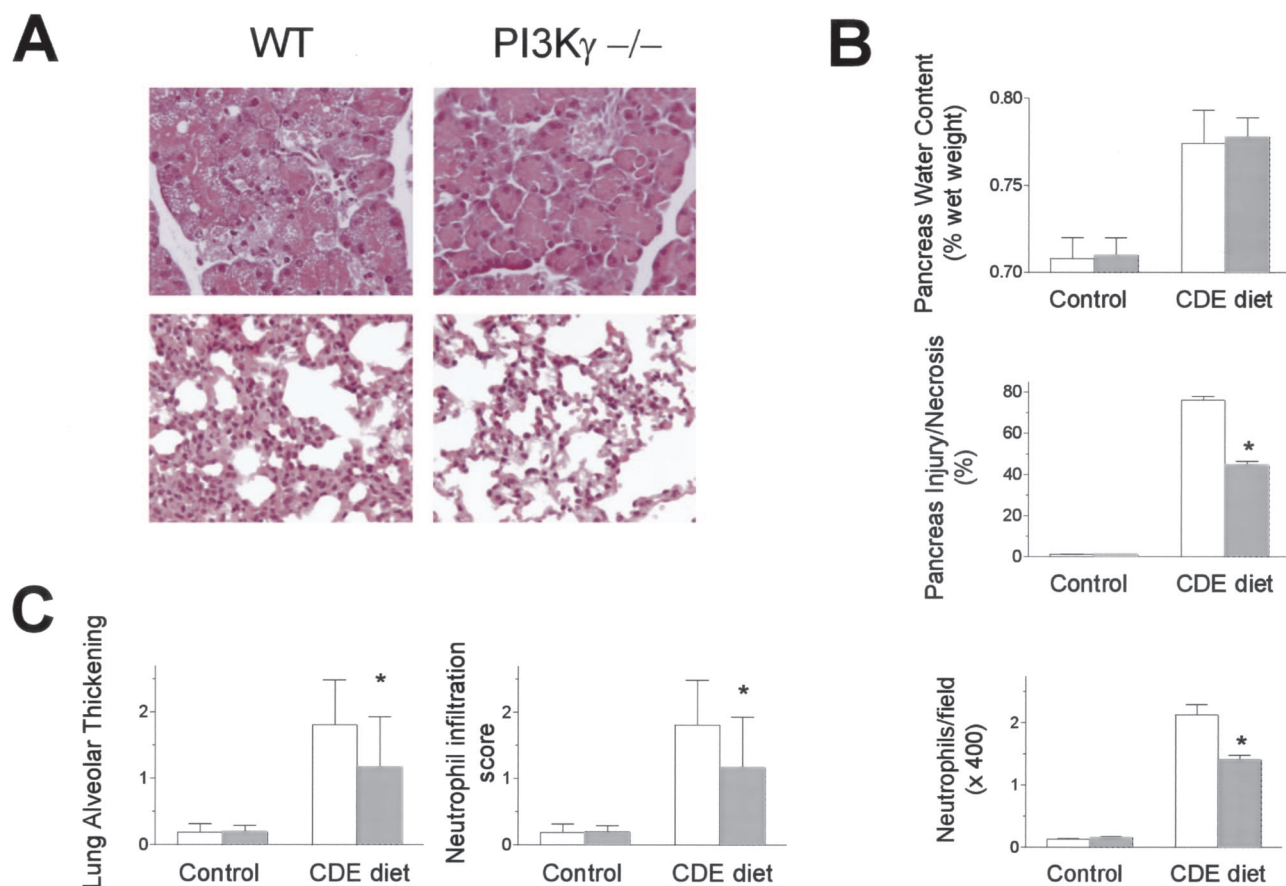 A
WT
PI3Kγ –/–
B
Pancreas Water Content
(% wet weight)
0.80
0.75
0.70
Control
CDE diet
Pancreas Injury/Necrosis
(%)
80
60
40
20
0
*
Control
CDE diet
C
Lung Alveolar Thickening
2
1
0
*
Control
CDE diet
Neutrophil infiltration
score
2
1
0
*
Control
CDE diet
Neutrophils/field
(x 400)
2
1
0
*
Control
CDE diet